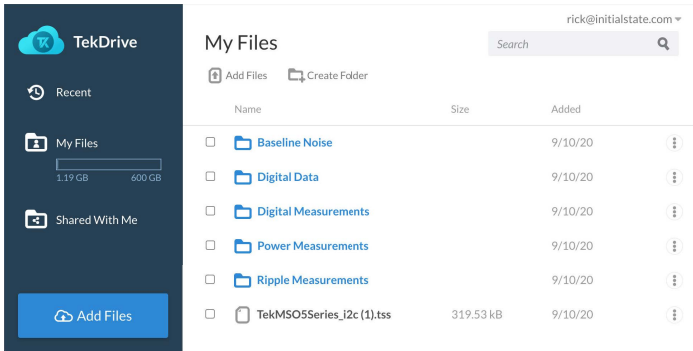 rick@initialstate.com
TekDrive
My Files
Search
Add Files Create Folder
Recent
Name Size Added
My Files
1.19 GB 600 GB
Shared With Me
Add Files
Baseline Noise 9/10/20
Digital Data 9/10/20
Digital Measurements 9/10/20
Power Measurements 9/10/20
Ripple Measurements 9/10/20
TekMSO5Series_i2c (1).tss 319.53 kB 9/10/20